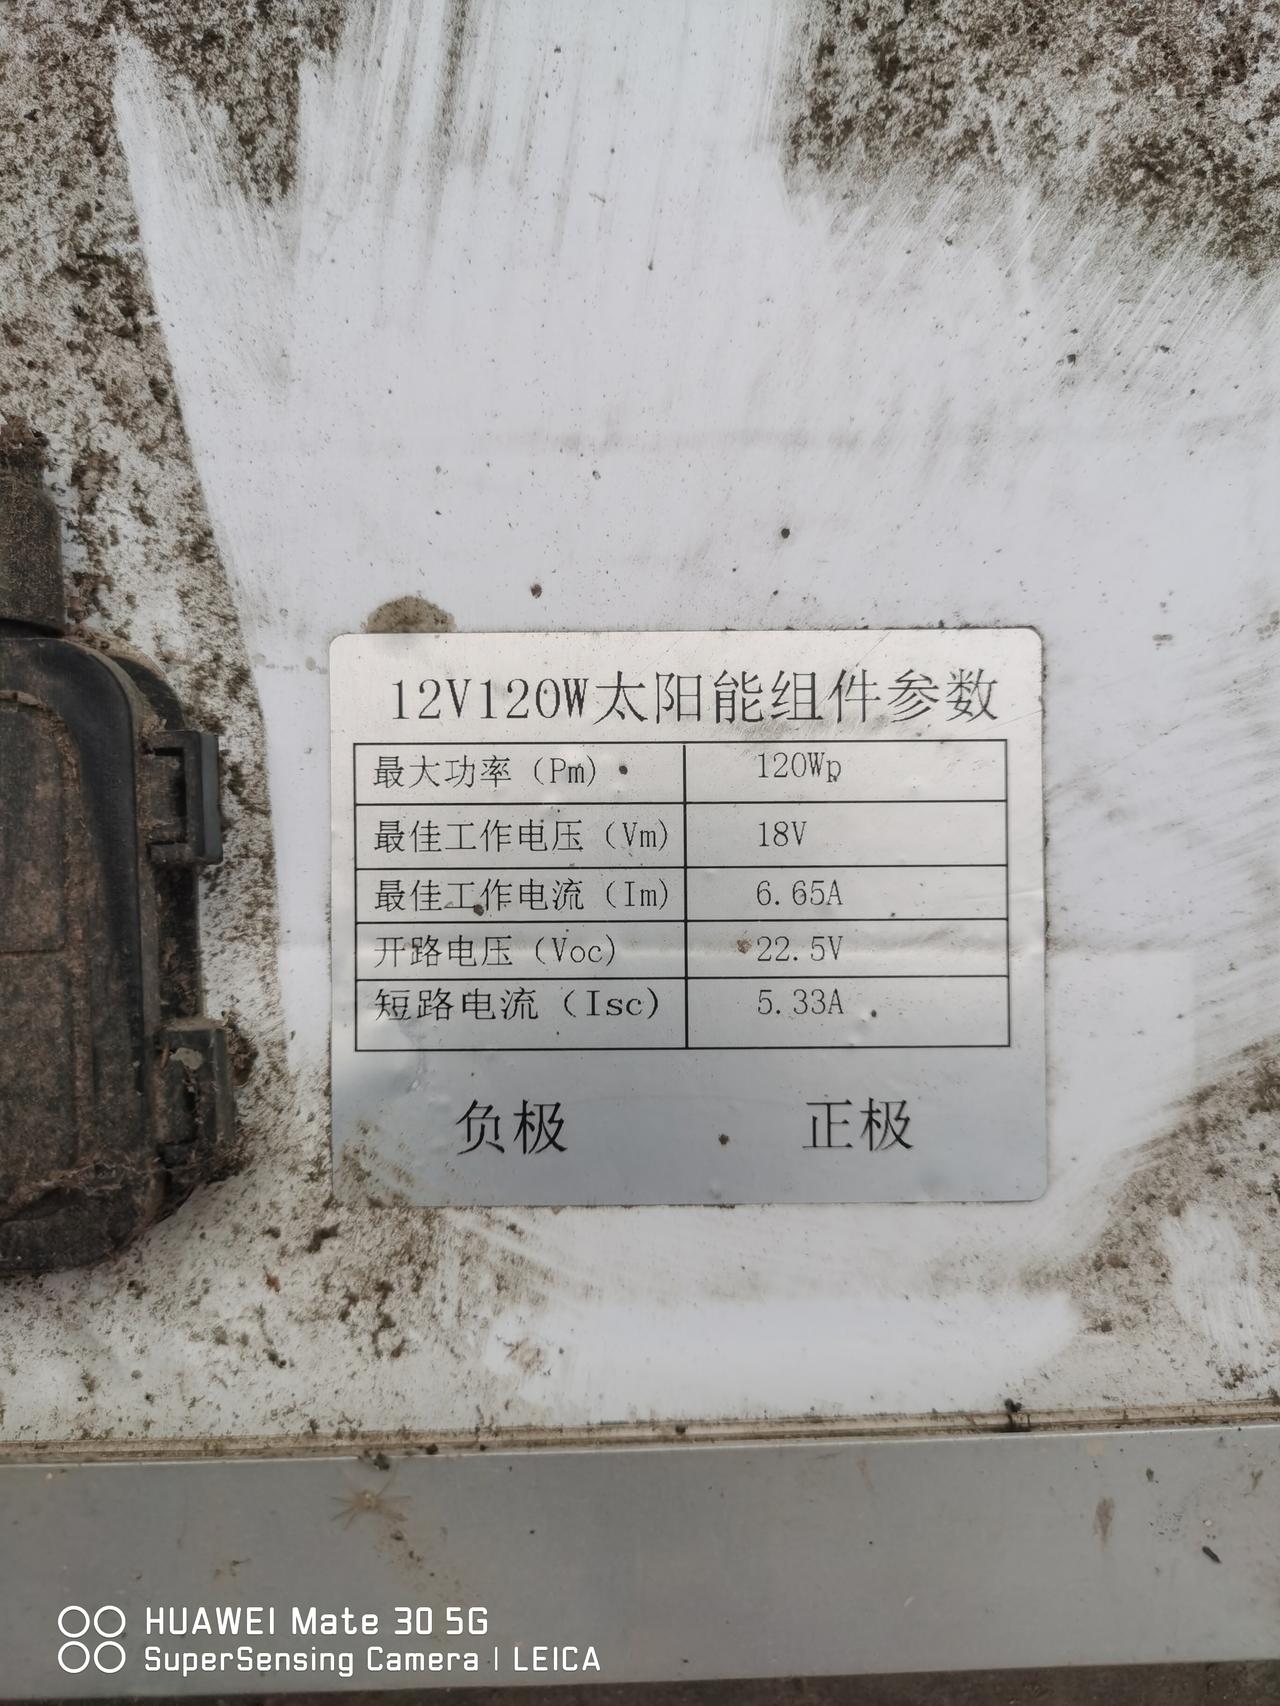 12V120W太阳能组件参数
最大功率（Pm） 120Wp
最佳工作电压（Vm） 18V
最佳工作电流（Im） 6.65A
开路电压（Voc） 22.5V
短路电流（Isc） 5.33A
负极 正极
HUAWEI Mate 30 5G
SuperSensing Camera | LEICA